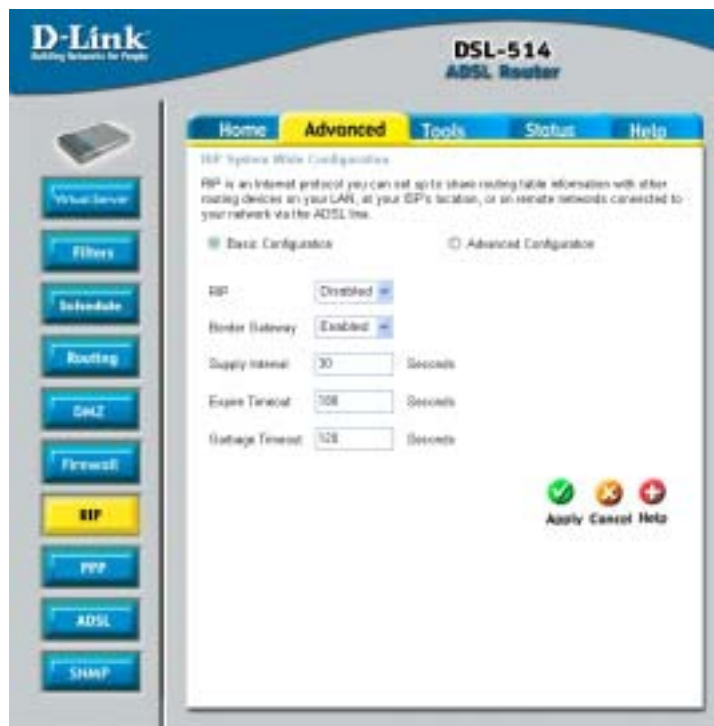 D-Link
Building Networks for People
DSL-514
ADSL Router
Home
Advanced
Tools
Status
Help
RIP System Wide Configuration
RIP is an Internet protocol you can set up to share routing table information with other
routing devices on your LAN, at your ISP's location, or on remote networks connected to
your network via the ADSL line.
Basic Configuration
Advanced Configuration
RIP
Disabled
Border Gateway
Enabled
Supply Interval
30
Seconds
Expire Timeout
180
Seconds
Garbage Timeout
120
Seconds
Apply
Cancel
Help
Virtual Server
Filters
Schedule
Routing
DMZ
Firewall
RIP
PPP
ADSL
SNMP